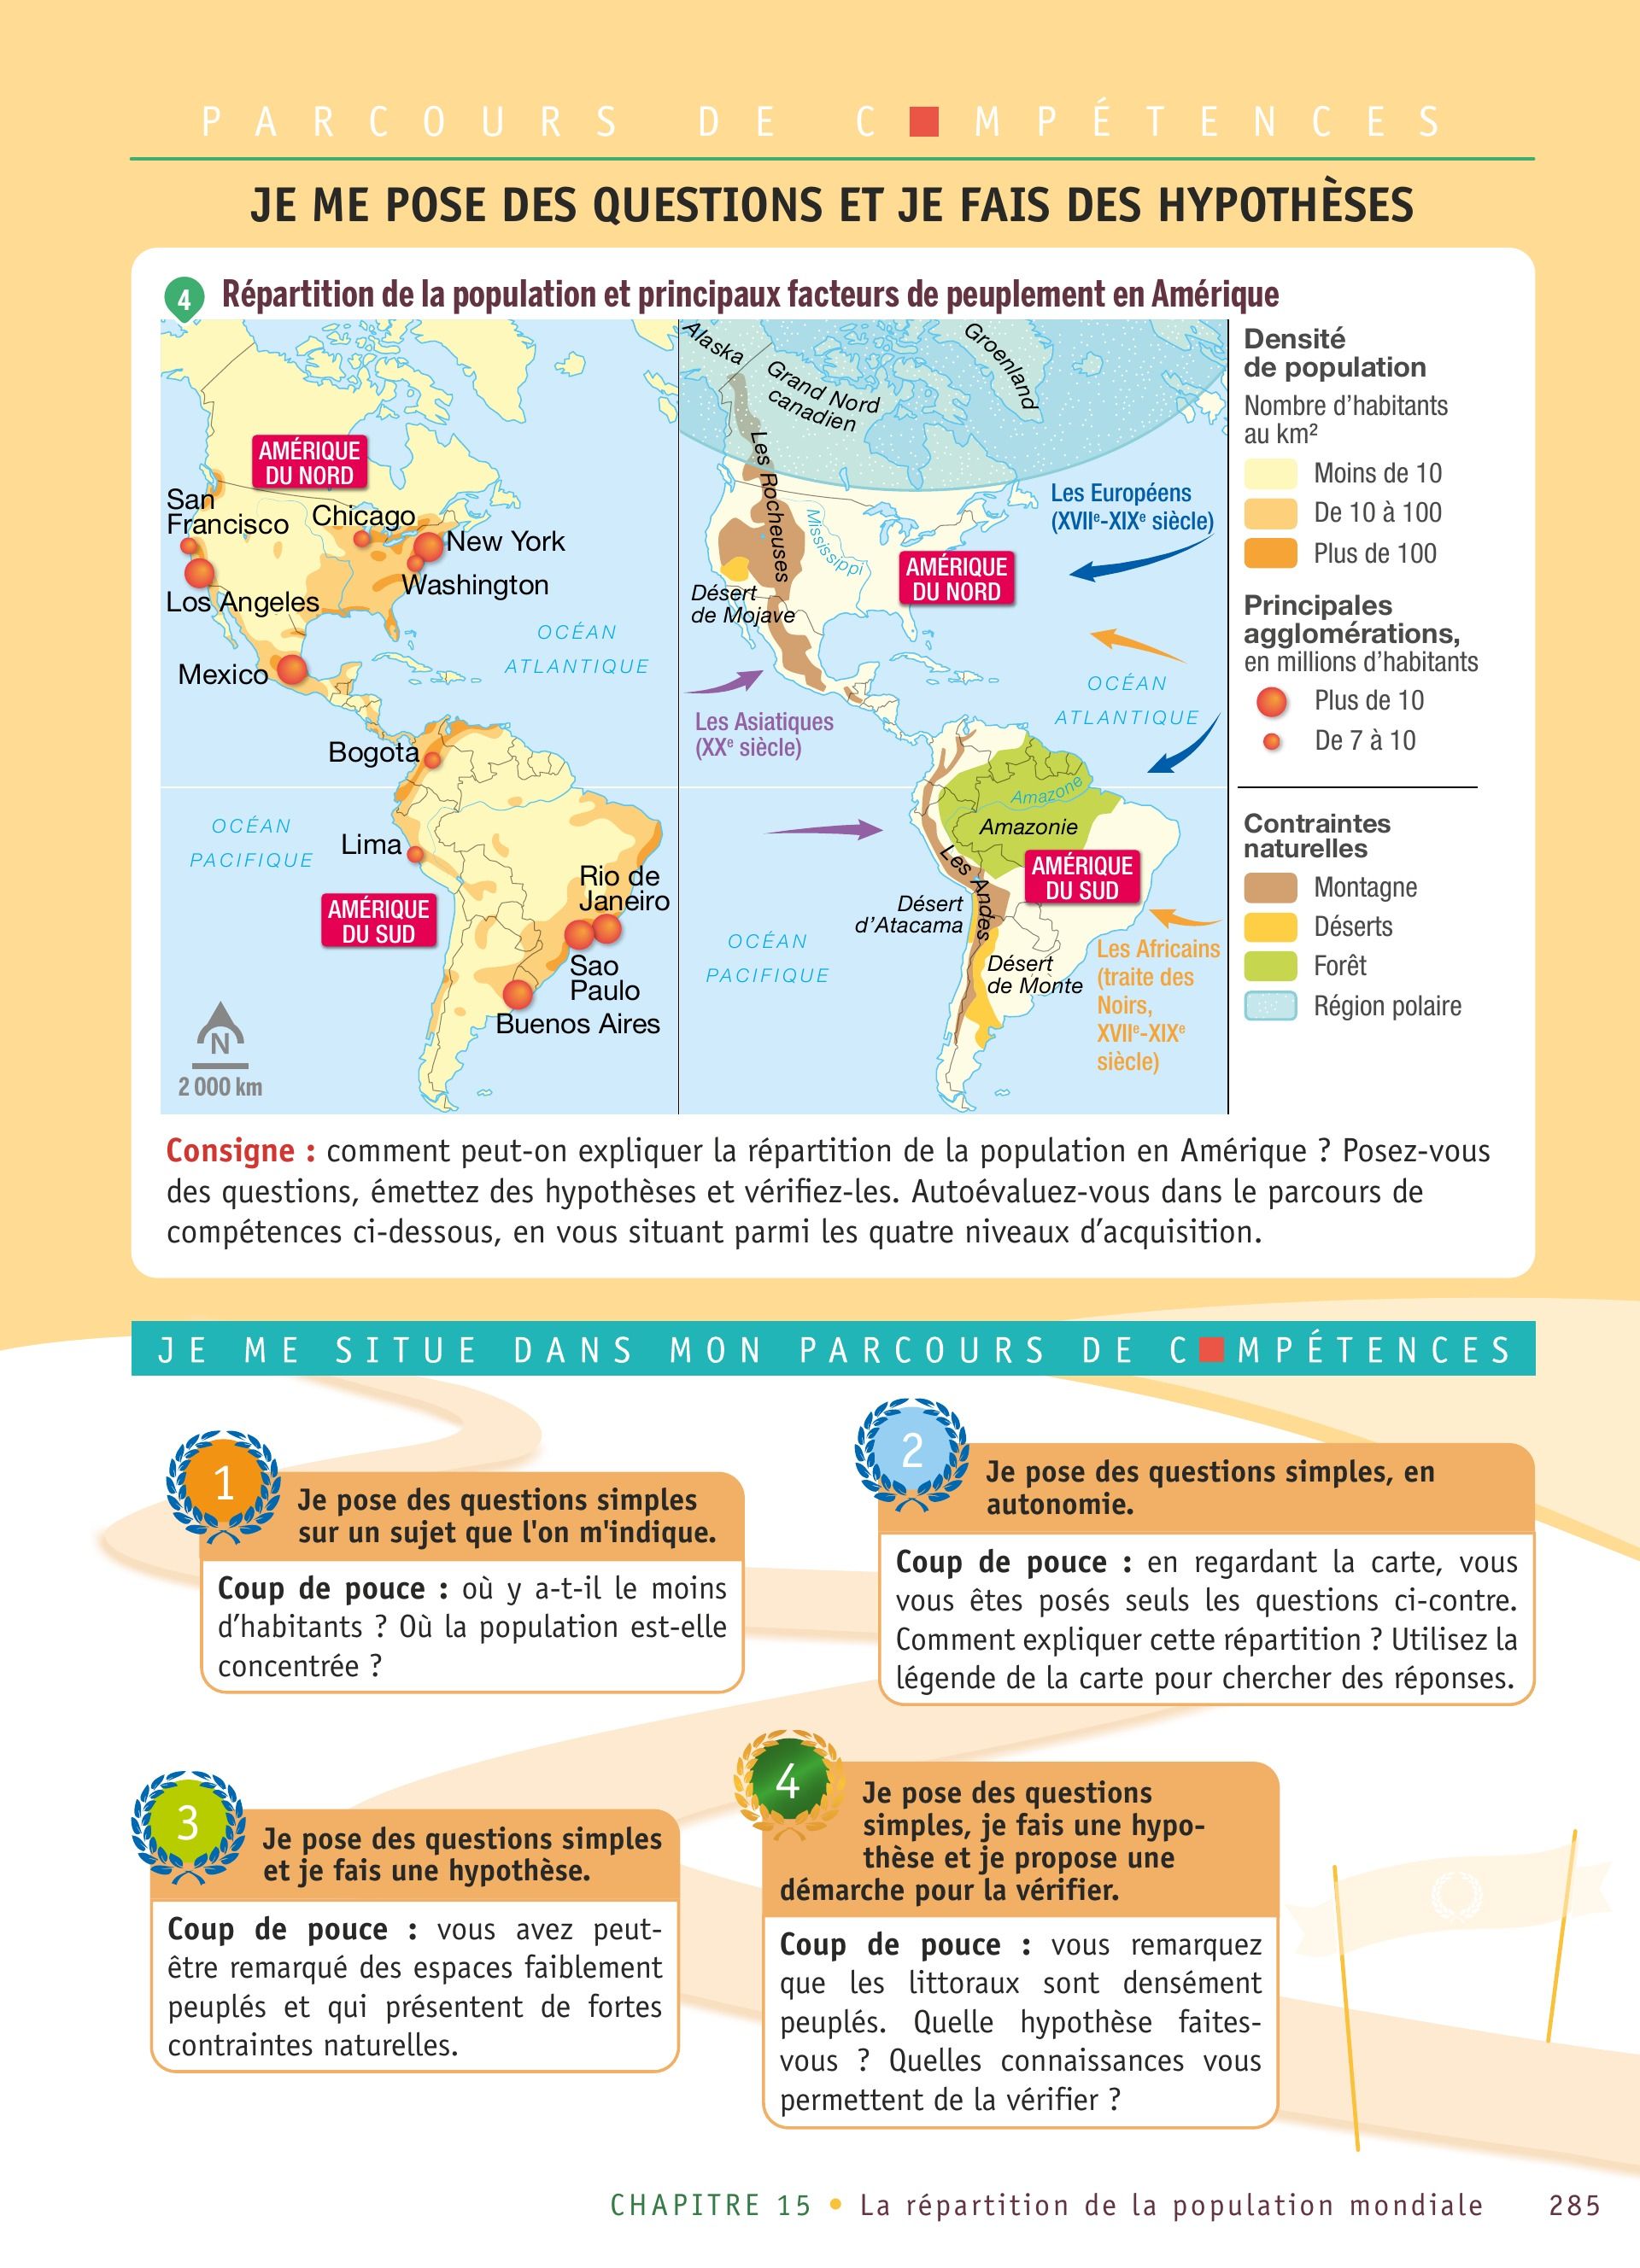 PARCOURS DE C■MPÉTENCES
JE ME POSE DES QUESTIONS ET JE FAIS DES HYPOTHÈSES
4 Répartition de la population et principaux facteurs de peuplement en Amérique
AMÉRIQUE
DU NORD
San
Francisco
Chicago
New York
Washington
Los Angeles
OCÉAN
ATLANTIQUE
Mexico
Bogota
OCÉAN
PACIFIQUE
Lima
Rio de
Janeiro
AMÉRIQUE
DU SUD
Sao
Paulo
Buenos Aires
N
2 000 km
Alaska
Grand Nord
canadien
Groenland
Les Rocheuses
Mississippi
Les Européens
(XVIIe-XIXe siècle)
AMÉRIQUE
DU NORD
Désert
de Mojave
OCÉAN
ATLANTIQUE
Les Asiatiques
(XXe siècle)
Amazone
Amazonie
Les Andes
AMÉRIQUE
DU SUD
Désert
d'Atacama
OCÉAN
PACIFIQUE
Désert
de Monte
Les Africains
(traite des
Noirs,
XVIIe-XIXe
siècle)
Densité
de population
Nombre d'habitants
au km²
Moins de 10
De 10 à 100
Plus de 100
Principales
agglomérations,
en millions d'habitants
Plus de 10
De 7 à 10
Contraintes
naturelles
Montagne
Déserts
Forêt
Région polaire
Consigne : comment peut-on expliquer la répartition de la population en Amérique ? Posez-vous
des questions, émettez des hypothèses et vérifiez-les. Autoévaluez-vous dans le parcours de
compétences ci-dessous, en vous situant parmi les quatre niveaux d'acquisition.
JE ME SITUE DANS MON PARCOURS DE C■MPÉTENCES
1
Je pose des questions simples
sur un sujet que l'on m'indique.
Coup de pouce : où y a-t-il le moins
d'habitants ? Où la population est-elle
concentrée ?
2
Je pose des questions simples, en
autonomie.
Coup de pouce : en regardant la carte, vous
vous êtes posés seuls les questions ci-contre.
Comment expliquer cette répartition ? Utilisez la
légende de la carte pour chercher des réponses.
3
Je pose des questions simples
et je fais une hypothèse.
Coup de pouce : vous avez peut-
être remarqué des espaces faiblement
peuplés et qui présentent de fortes
contraintes naturelles.
4
Je pose des questions
simples, je fais une hypo-
thèse et je propose une
démarche pour la vérifier.
Coup de pouce : vous remarquez
que les littoraux sont densément
peuplés. Quelle hypothèse faites-
vous ? Quelles connaissances vous
permettent de la vérifier ?
CHAPITRE 15 • La répartition de la population mondiale 285